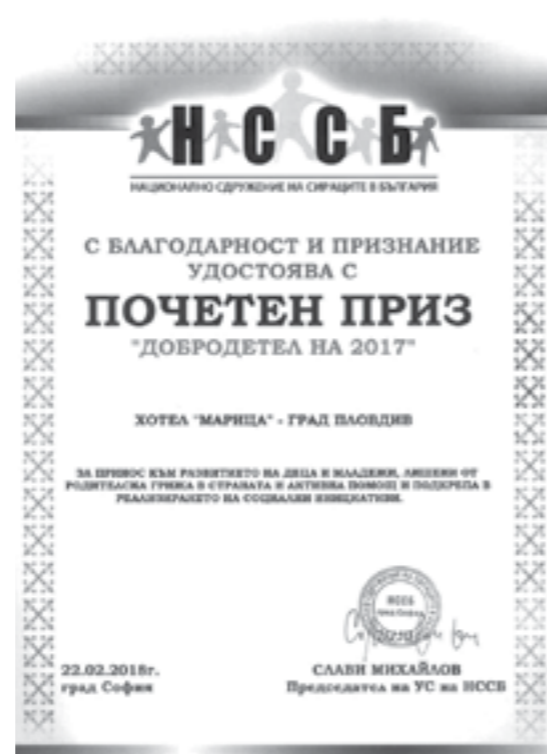 НССБ
НАЦИОНАЛНО СДРУЖЕНИЕ НА СИРАЦИТЕ В БЪЛГАРИЯ
С БЛАГОДАРНОСТ И ПРИЗНАНИЕ
УДОСТОЯВА С
ПОЧЕТЕН ПРИЗ
"ДОБРОДЕТЕЛ НА 2017"
ХОТЕЛ "МАРИЦА" - ГРАД ПЛОВДИВ
ЗА ПРИНОС КЪМ РАЗВИТИЕТО НА ДЕЦА И МЛАДЕЖИ, ЛИШЕНИ ОТ
РОДИТЕЛСКА ГРИЖА В СТРАНАТА И АКТИВНА ПОМОЩ И ПОДКРЕПА В
РЕАЛИЗИРАНЕТО НА СОЦИАЛНИ ИНИЦИАТИВИ.
НССБ
22.02.2018г.
град София
СЛАВИ МИХАЙЛОВ
Председател на УС на НССБ